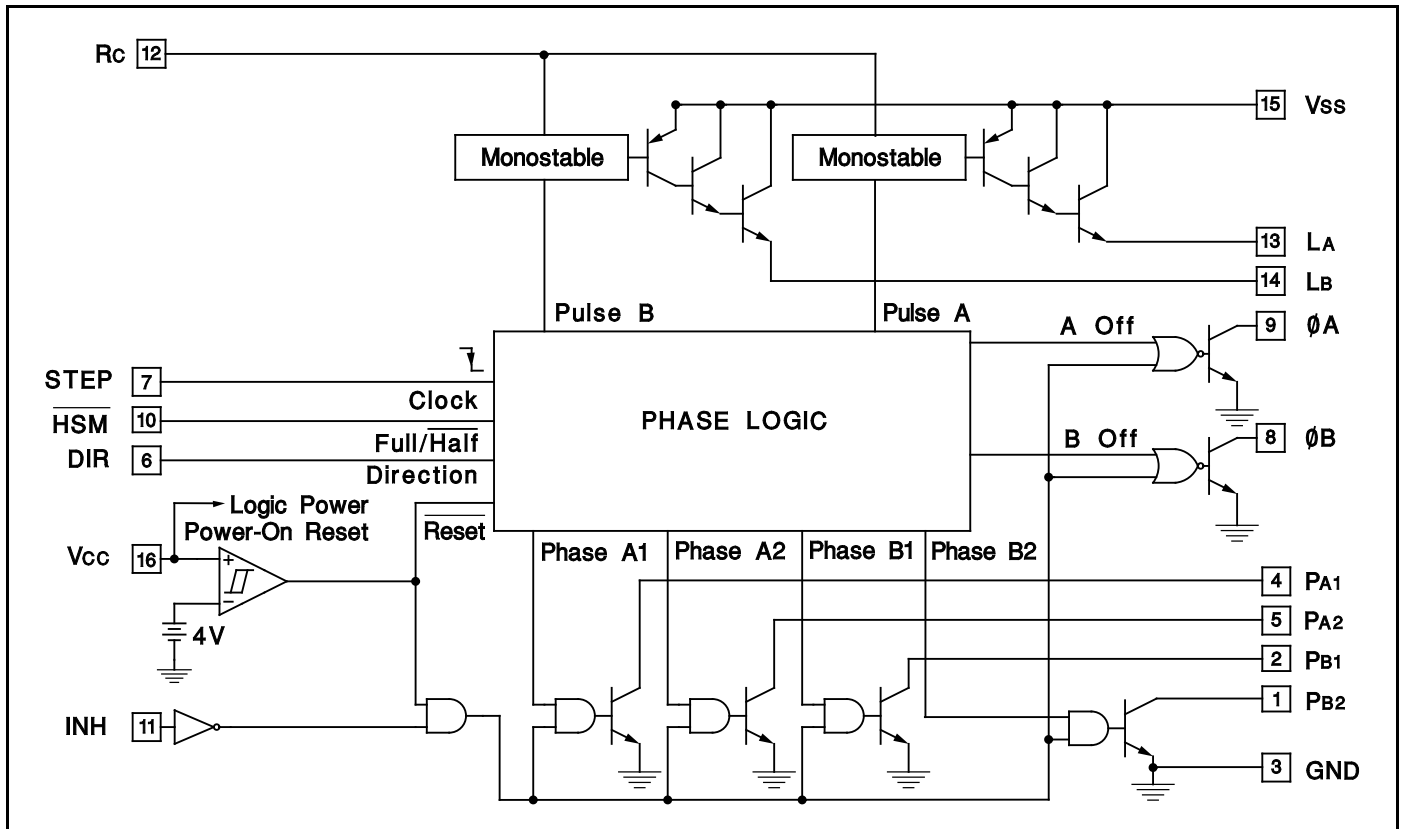 Rc 12
15 Vss
Monostable
Monostable
13 LA
14 LB
Pulse B
Pulse A
A Off
9 ØA
STEP 7
Clock
HSM 10
PHASE LOGIC
Full/Half
B Off
8 ØB
DIR 6
Direction
Logic Power
Power-On Reset
Reset
Vcc 16
+
−
4V
Phase A1
Phase A2
Phase B1
Phase B2
4 PA1
5 PA2
2 PB1
1 PB2
INH 11
3 GND